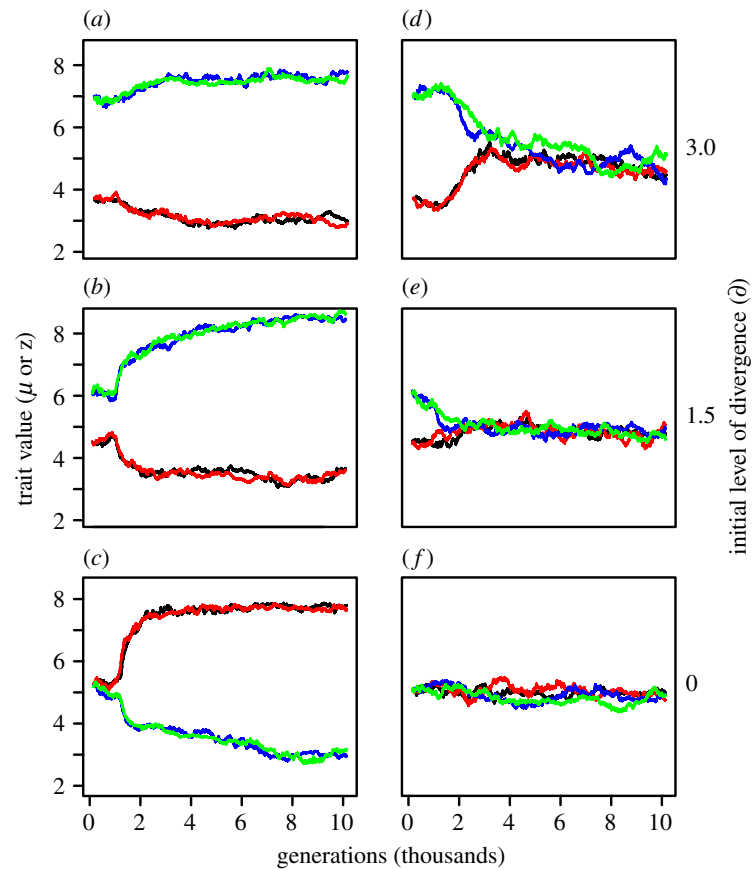 (a)
(d)
8
6
4
2
3.0
(b)
(e)
8
6
4
2
1.5
(c)
(f)
8
6
4
2
0
0 2 4 6 8 10
0 2 4 6 8 10
generations (thousands)
trait value (μ or z)
initial level of divergence (∂)